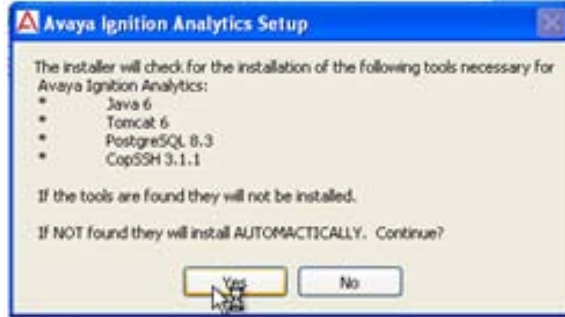 Avaya Ignition Analytics Setup
The installer will check for the installation of the following tools necessary for
Avaya Ignition Analytics:
* Java 6
* Tomcat 6
* PostgreSQL 8.3
* CopSSH 3.1.1
If the tools are found they will not be installed.
If NOT found they will install AUTOMACTICALLY. Continue?
Yes
No